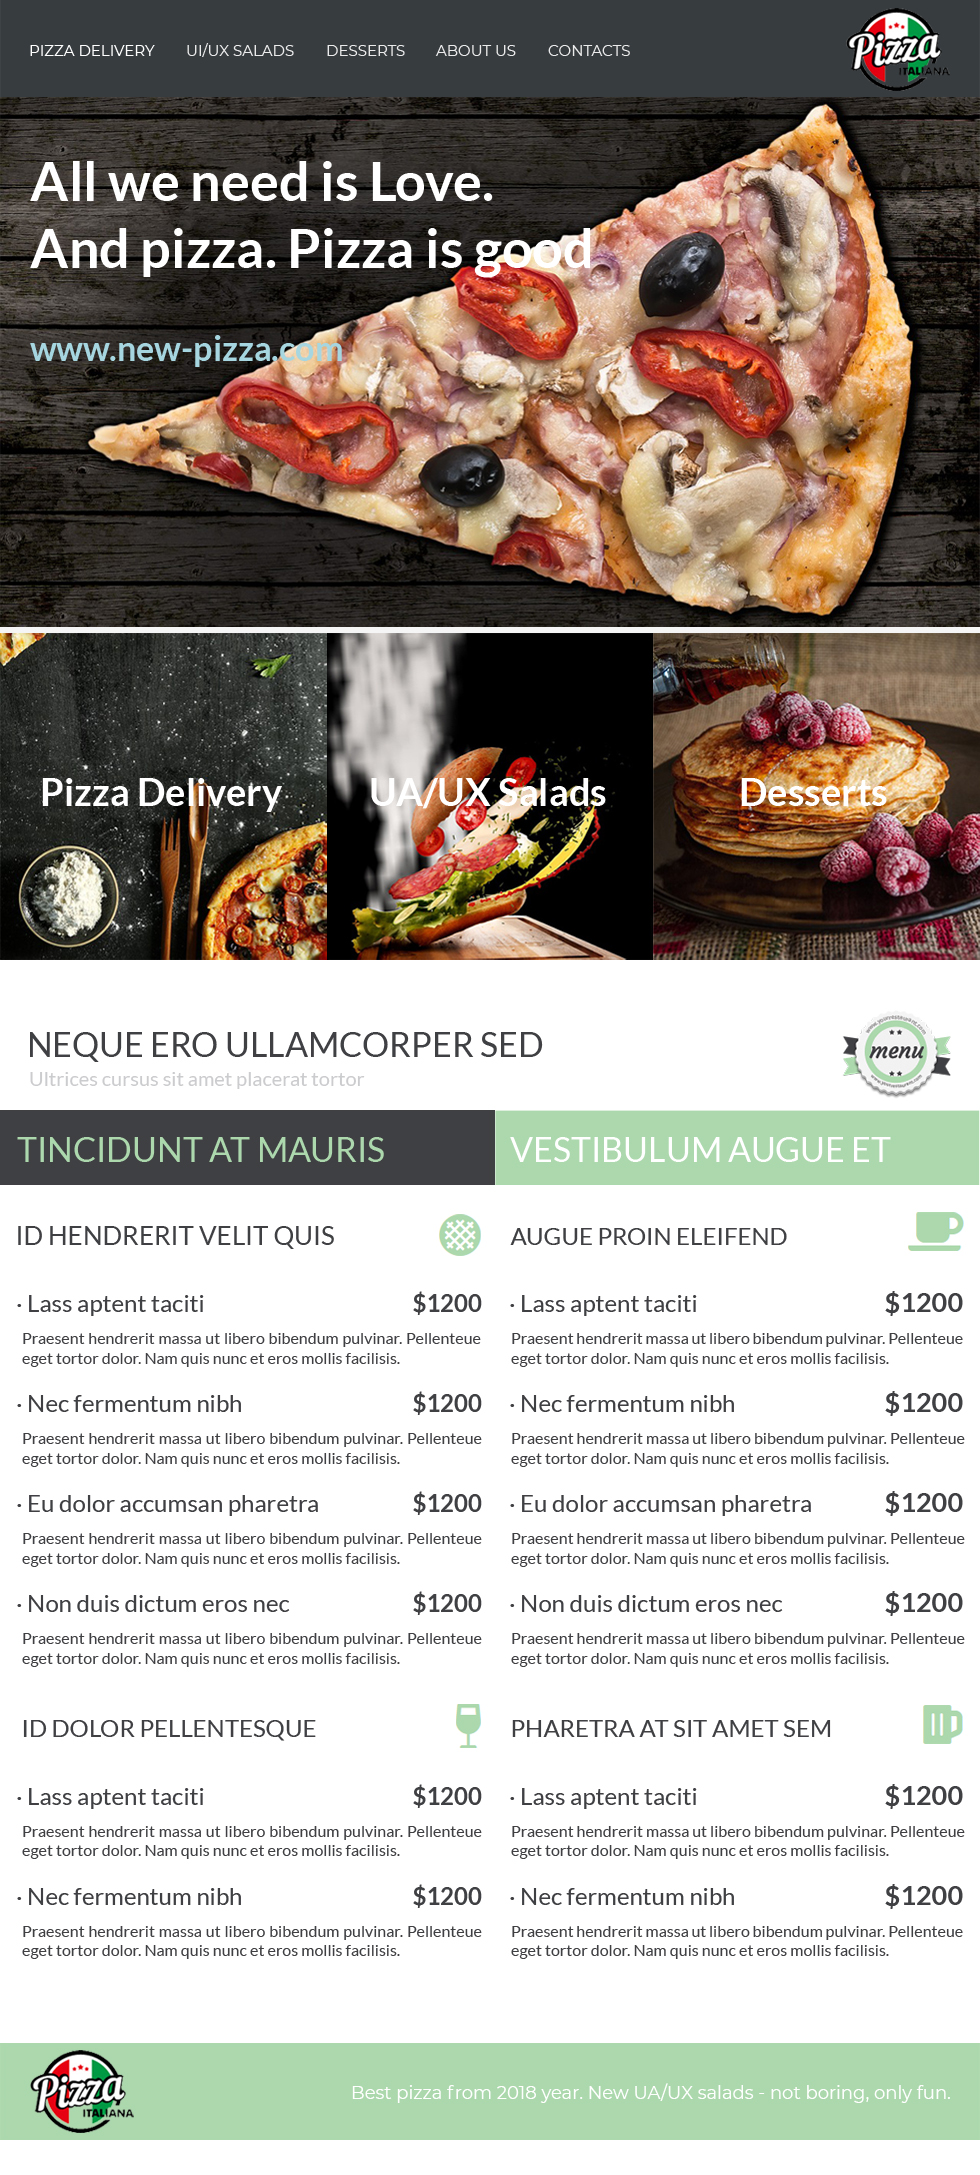 PIZZA DELIVERY UI/UX SALADS DESSERTS ABOUT US CONTACTS
Pizza
ITALIANA
All we need is Love.
And pizza. Pizza is good
www.new-pizza.com
Pizza Delivery
UA/UX Salads
Desserts
NEQUE ERO ULLAMCORPER SED
Ultrices cursus sit amet placerat tortor
menu
TINCIDUNT AT MAURIS
VESTIBULUM AUGUE ET
ID HENDRERIT VELIT QUIS
· Lass aptent taciti $1200
Praesent hendrerit massa ut libero bibendum pulvinar. Pellenteue
eget tortor dolor. Nam quis nunc et eros mollis facilisis.
· Nec fermentum nibh $1200
Praesent hendrerit massa ut libero bibendum pulvinar. Pellenteue
eget tortor dolor. Nam quis nunc et eros mollis facilisis.
· Eu dolor accumsan pharetra $1200
Praesent hendrerit massa ut libero bibendum pulvinar. Pellenteue
eget tortor dolor. Nam quis nunc et eros mollis facilisis.
· Non duis dictum eros nec $1200
Praesent hendrerit massa ut libero bibendum pulvinar. Pellenteue
eget tortor dolor. Nam quis nunc et eros mollis facilisis.
ID DOLOR PELLENTESQUE
· Lass aptent taciti $1200
Praesent hendrerit massa ut libero bibendum pulvinar. Pellenteue
eget tortor dolor. Nam quis nunc et eros mollis facilisis.
· Nec fermentum nibh $1200
Praesent hendrerit massa ut libero bibendum pulvinar. Pellenteue
eget tortor dolor. Nam quis nunc et eros mollis facilisis.
AUGUE PROIN ELEIFEND
· Lass aptent taciti $1200
Praesent hendrerit massa ut libero bibendum pulvinar. Pellenteue
eget tortor dolor. Nam quis nunc et eros mollis facilisis.
· Nec fermentum nibh $1200
Praesent hendrerit massa ut libero bibendum pulvinar. Pellenteue
eget tortor dolor. Nam quis nunc et eros mollis facilisis.
· Eu dolor accumsan pharetra $1200
Praesent hendrerit massa ut libero bibendum pulvinar. Pellenteue
eget tortor dolor. Nam quis nunc et eros mollis facilisis.
· Non duis dictum eros nec $1200
Praesent hendrerit massa ut libero bibendum pulvinar. Pellenteue
eget tortor dolor. Nam quis nunc et eros mollis facilisis.
PHARETRA AT SIT AMET SEM
· Lass aptent taciti $1200
Praesent hendrerit massa ut libero bibendum pulvinar. Pellenteue
eget tortor dolor. Nam quis nunc et eros mollis facilisis.
· Nec fermentum nibh $1200
Praesent hendrerit massa ut libero bibendum pulvinar. Pellenteue
eget tortor dolor. Nam quis nunc et eros mollis facilisis.
Pizza
ITALIANA
Best pizza from 2018 year. New UA/UX salads - not boring, only fun.